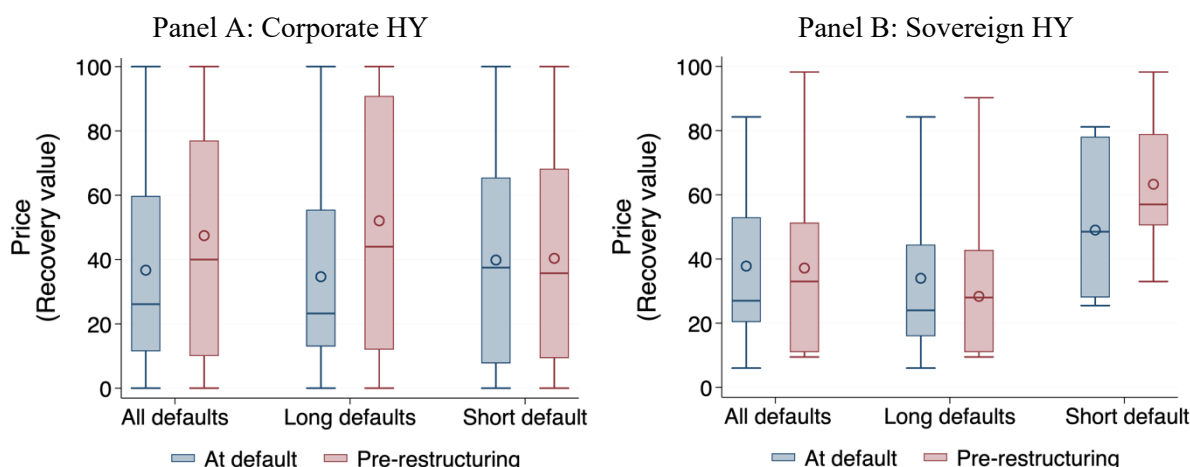 Panel A: Corporate HY
Price
(Recovery value)
100
80
60
40
20
0
All defaults
Long defaults
Short default
At default
Pre-restructuring
Panel B: Sovereign HY
Price
(Recovery value)
100
80
60
40
20
0
All defaults
Long defaults
Short default
At default
Pre-restructuring